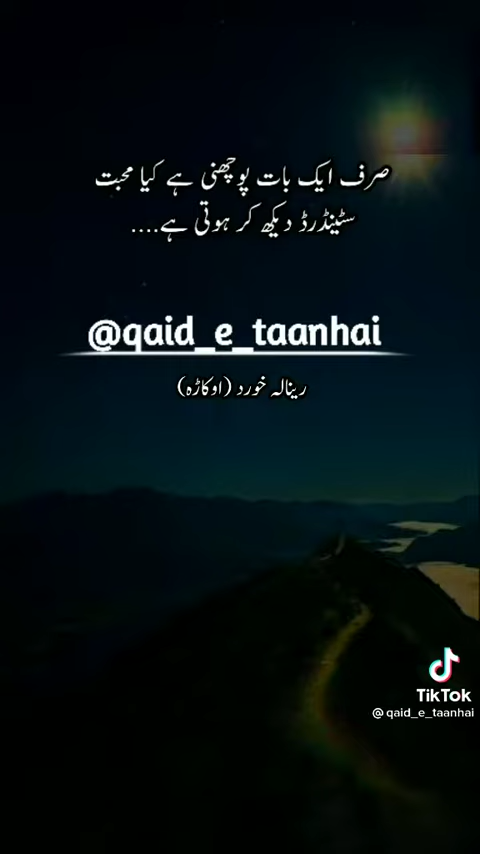 صرف ایک بات پوچھنی ہے کیا محبت
سٹینڈرڈ دیکھ کر ہوتی ہے....
@qaid_e_taanhai
رینالہ خورد (اوکاڑہ)
TikTok
@qaid_e_taanhai